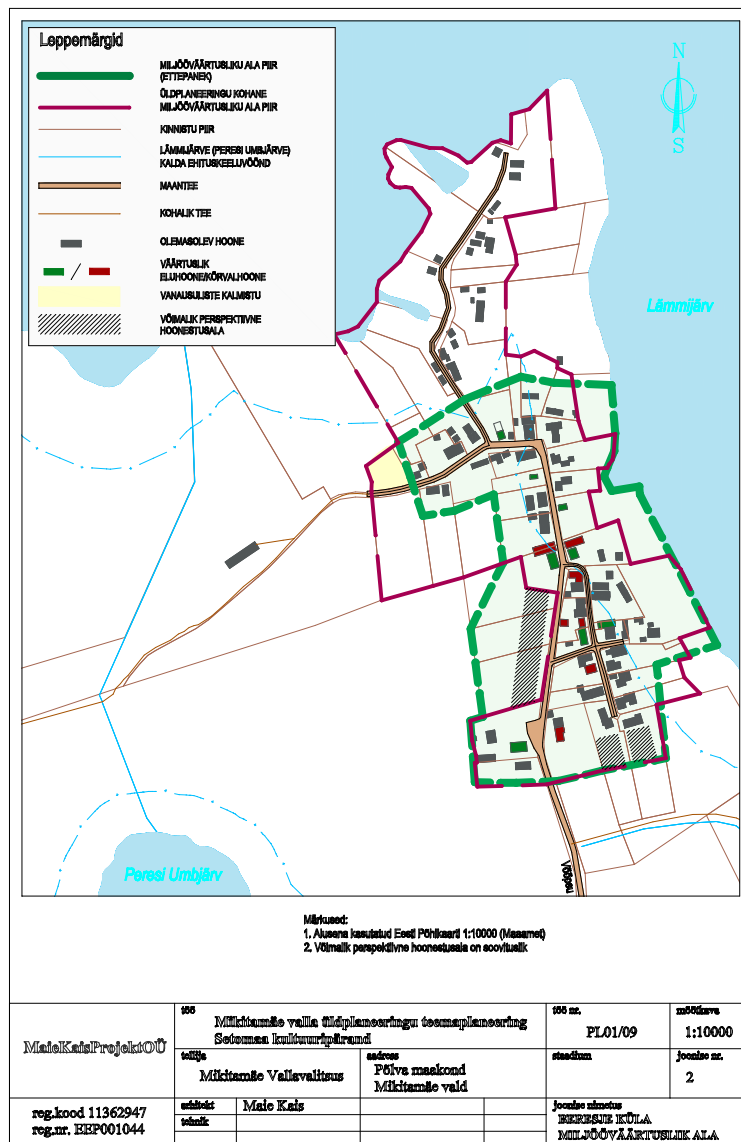 Leppemärgid
MILJÖÖVÄÄRTUSLIKU ALA PIIR
(ETTEPANEK)
ÜLDPLANEERINGU KOHANE
MILJÖÖVÄÄRTUSLIKU ALA PIIR
KINNISTU PIIR
LÄMMIJÄRVE (PERESI UMBJÄRVE)
KALDA EHITUSKEELUVÖÖND
MAANTEE
KOHALIK TEE
OLEMASOLEV HOONE
VÄÄRTUSLIK
ELUHOONE/KÕRVALHOONE
VANAUSULISTE KALMISTU
VÕIMALIK PERSPEKTIIVNE
HOONESTUSALA
N
S
Lämmijärv
Peresi Umbjärv
Võõpsu
Märkused:
1. Alusena kasutatud Eesti Põhikaarti 1:10000 (Maaamet)
2. Võimalik perspektiivne hoonestusala on soovituslik
MaieKaisProjektOÜ
töö
Mikitamäe valla üldplaneeringu teemaplaneering
Setomaa kultuuripärand
töö nr.
PL01/09
mõõtkava
1:10000
tellija
Mikitamäe Vallavalitsus
aadress
Põlva maakond
Mikitamäe vald
staadium
joonise nr.
2
reg.kood 11362947
reg.nr. EEP001044
arhitekt
Maie Kais
tehnik
joonise nimetus
BERESJE KÜLA
MILJÖÖVÄÄRTUSLIK ALA